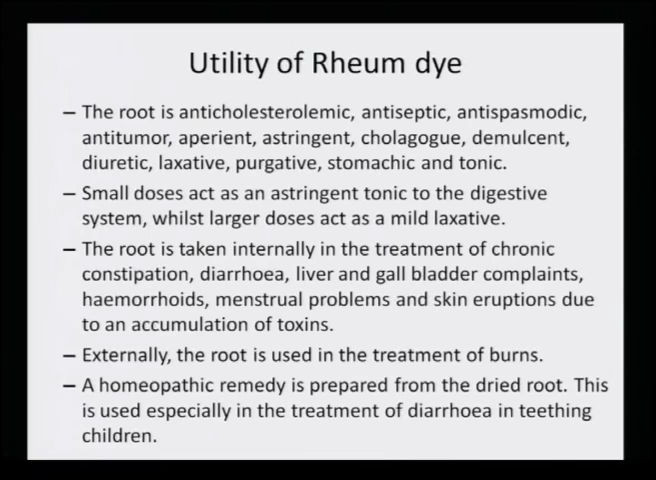 Utility of Rheum dye
– The root is anticholesterolemic, antiseptic, antispasmodic,
antitumor, aperient, astringent, cholagogue, demulcent,
diuretic, laxative, purgative, stomachic and tonic.
– Small doses act as an astringent tonic to the digestive
system, whilst larger doses act as a mild laxative.
– The root is taken internally in the treatment of chronic
constipation, diarrhoea, liver and gall bladder complaints,
haemorrhoids, menstrual problems and skin eruptions due
to an accumulation of toxins.
– Externally, the root is used in the treatment of burns.
– A homeopathic remedy is prepared from the dried root. This
is used especially in the treatment of diarrhoea in teething
children.